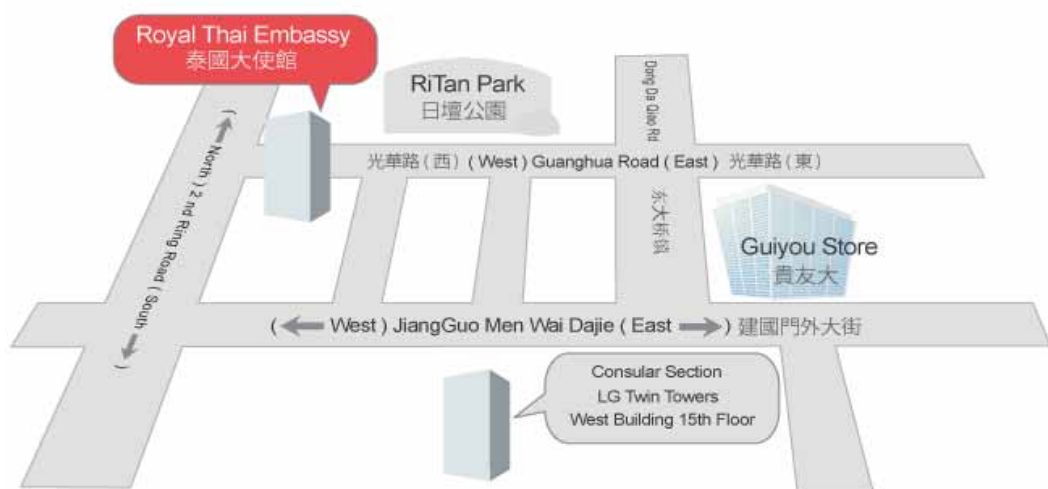 Royal Thai Embassy
泰國大使館
RiTan Park
日壇公園
Dong Da Qiao Rd
光華路(西) (West) Guanghua Road (East) 光華路(東)
(North) 2 nd Ring Road (South)
东大桥
Guiyou Store
貴友大
(West) JiangGuo Men Wai Dajie (East) 建國門外大街
Consular Section
LG Twin Towers
West Building 15th Floor